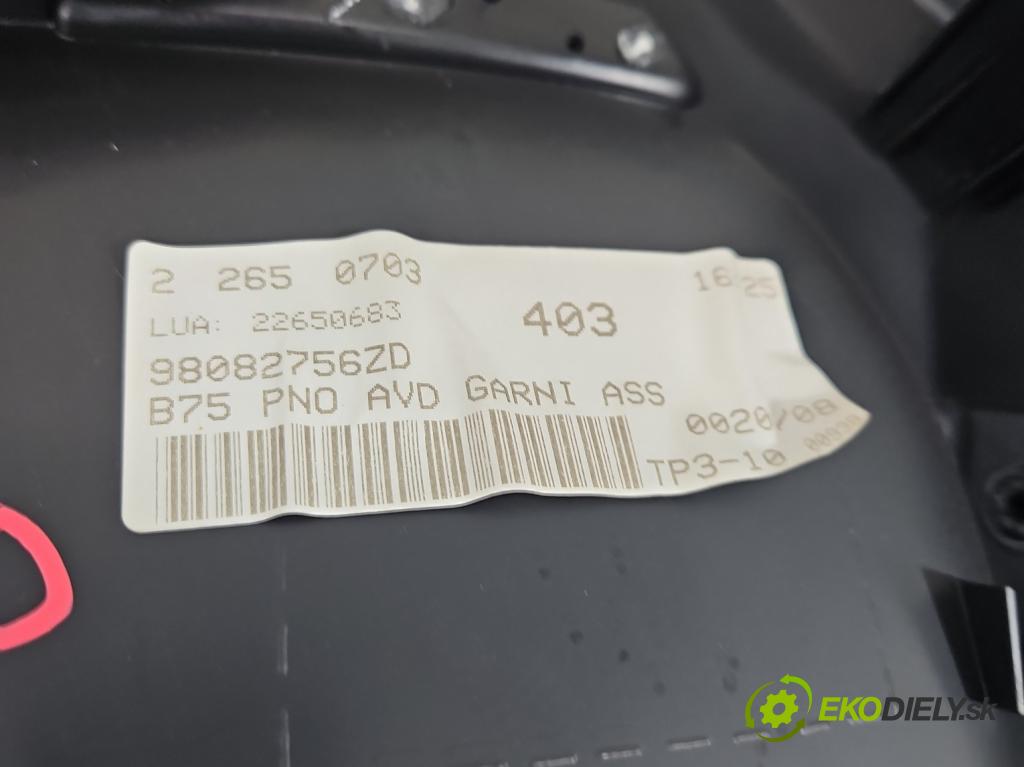 2 265 0703 16:25
LUA: 22650683 403
98082756ZD
B75 PNO AVD GARNI ASS
0020/08
TP3-10
EKODIELY.sk